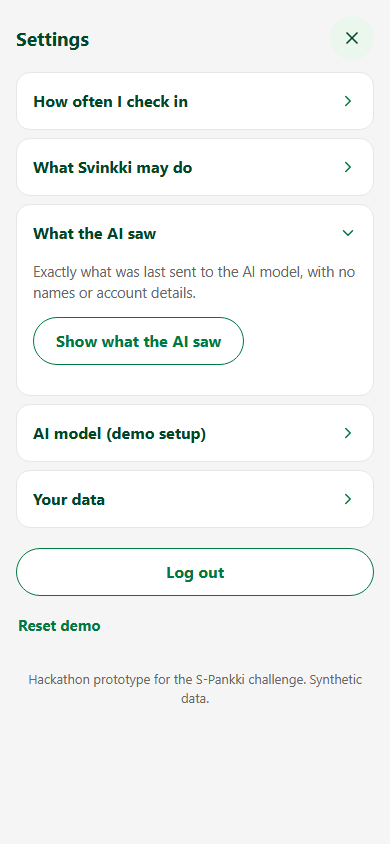 Settings
How often I check in
What Svinkki may do
What the AI saw
Exactly what was last sent to the AI model, with no
names or account details.
Show what the AI saw
AI model (demo setup)
Your data
Log out
Reset demo
Hackathon prototype for the S-Pankki challenge. Synthetic
data.